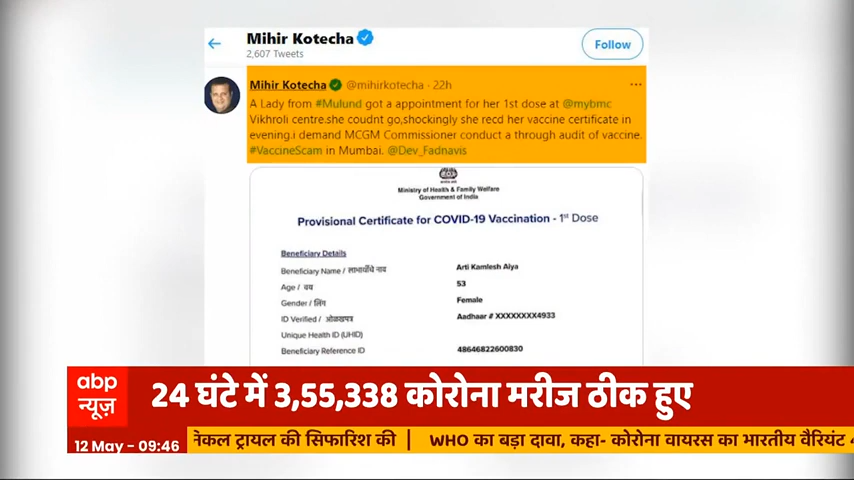 Mihir Kotecha
2,607 Tweets
Follow
Mihir Kotecha @mihirkotecha · 22h
A Lady from #Mulund got a appointment for her 1st dose at @mybmc
Vikhroli centre.she coudnt go,shockingly she recd her vaccine certificate in
evening.i demand MCGM Commissioner conduct a through audit of vaccine.
#VaccineScam in Mumbai. @Dev_Fadnavis
Ministry of Health & Family Welfare
Government of India
Provisional Certificate for COVID-19 Vaccination - 1st Dose
Beneficiary Details
Beneficiary Name / लाभार्थीचे नाव Arti Kamlesh Aiya
Age / वय 53
Gender / लिंग Female
ID Verified / ओळखपत्र Aadhaar # XXXXXXXX4933
Unique Health ID (UHID)
Beneficiary Reference ID 48646822600830
abp
न्यूज़
24 घंटे में 3,55,338 कोरोना मरीज ठीक हुए
12 May - 09:46
नेकल ट्रायल की सिफारिश की | WHO का बड़ा दावा, कहा- कोरोना वायरस का भारतीय वैरियंट 4